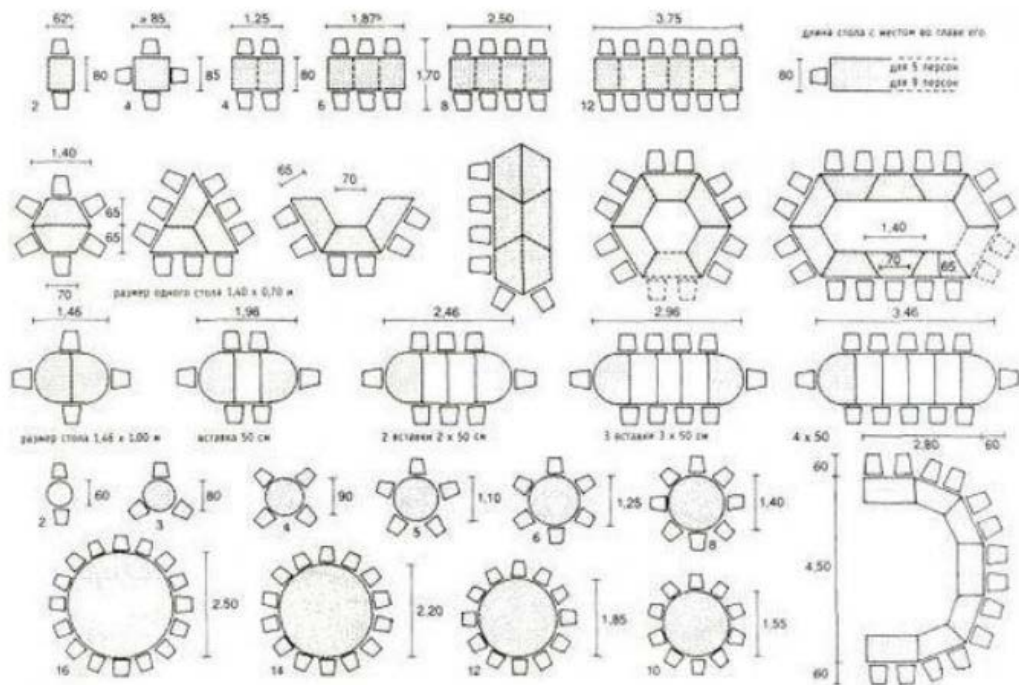 62⁵ ≥ 85 1,25 1,87⁵ 2.50 3.75
длина стола с местом во главе его
80 85 80 1,70 80
для 5 персон
для 9 персон
2 4 4 6 8 12
1,40 65 70
65
65
1,40
70 65
70
размер одного стола 1,40 x 0,70 м
1,46 1,96 2,46 2,96 3,46
размер стола 1,46 x 1,00 м вставка 50 см 2 вставки 2 x 50 см 3 вставки 3 x 50 см 4 x 50
2,80 60
60
60 80 90 1,10 1,25 1,40
2 3 4 5 6 8
4,50
2.50 2.20 1,85 1,55
16 14 12 10
60